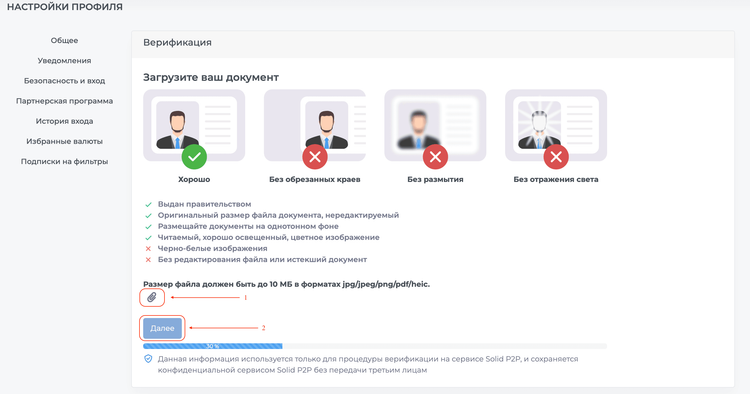 НАСТРОЙКИ ПРОФИЛЯ
Общее
Уведомления
Безопасность и вход
Партнерская программа
История входа
Избранные валюты
Подписки на фильтры
Верификация
Загрузите ваш документ
Хорошо
Без обрезанных краев
Без размытия
Без отражения света
Выдан правительством
Оригинальный размер файла документа, нередактируемый
Размещайте документы на однотонном фоне
Читаемый, хорошо освещенный, цветное изображение
Черно-белые изображения
Без редактирования файла или истекший документ
Размер файла должен быть до 10 МБ в форматах jpg/jpeg/png/pdf/heic.
1
Далее
2
30 %
Данная информация используется только для процедуры верификации на сервисе Solid P2P, и сохраняется
конфиденциальной сервисом Solid P2P без передачи третьим лицам